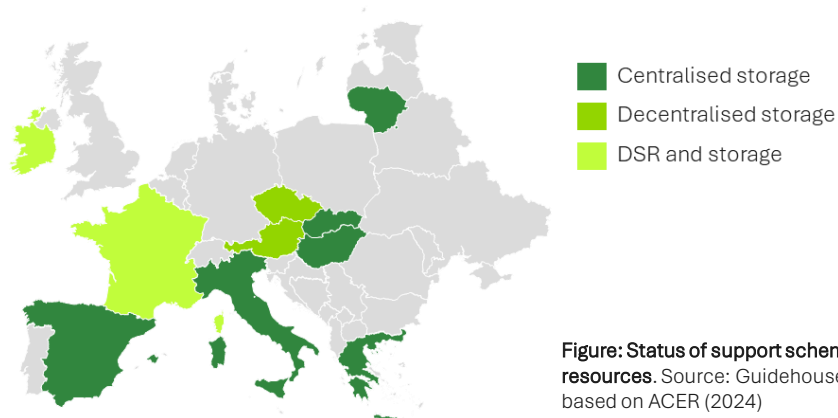 Centralised storage
Decentralised storage
DSR and storage
Figure: Status of support schem
resources. Source: Guidehouse
based on ACER (2024)